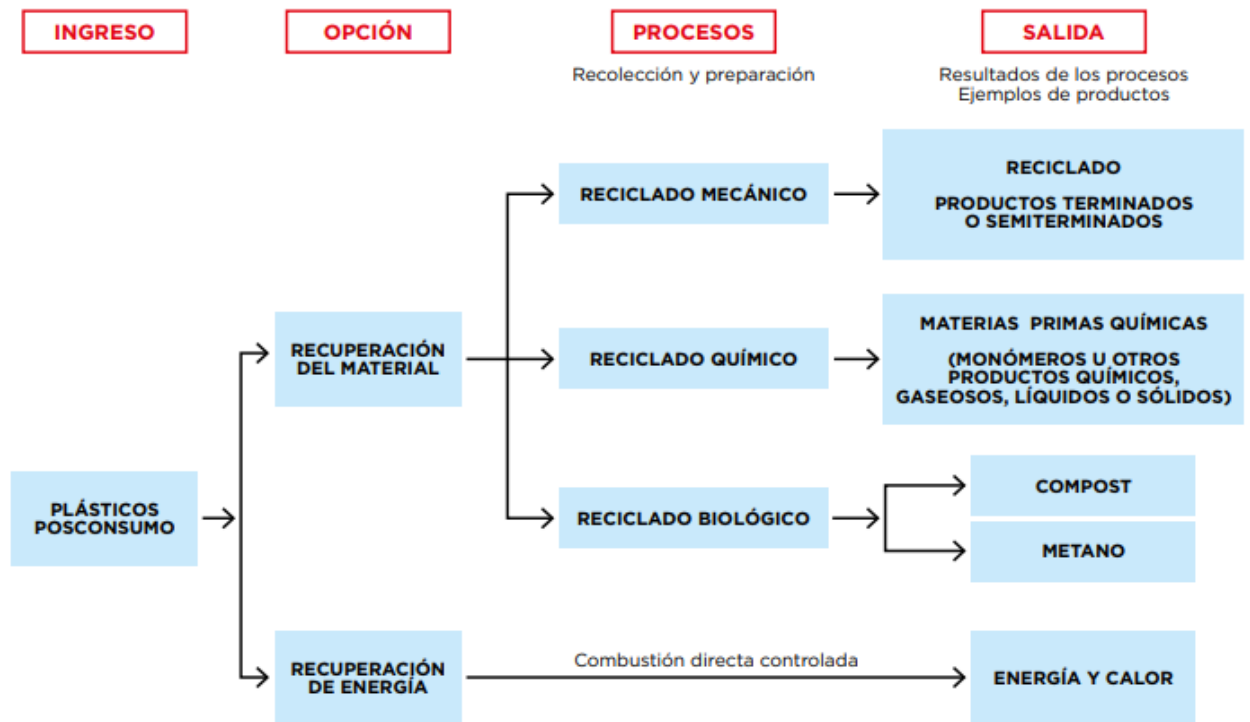 INGRESO
OPCIÓN
PROCESOS
SALIDA
Recolección y preparación
Resultados de los procesos
Ejemplos de productos
RECICLADO MECÁNICO
RECICLADO
PRODUCTOS TERMINADOS
O SEMITERMINADOS
RECUPERACIÓN
DEL MATERIAL
RECICLADO QUÍMICO
MATERIAS PRIMAS QUÍMICAS
(MONÓMEROS U OTROS
PRODUCTOS QUÍMICOS,
GASEOSOS, LÍQUIDOS O SÓLIDOS)
PLÁSTICOS
POSCONSUMO
RECICLADO BIOLÓGICO
COMPOST
METANO
RECUPERACIÓN
DE ENERGÍA
Combustión directa controlada
ENERGÍA Y CALOR